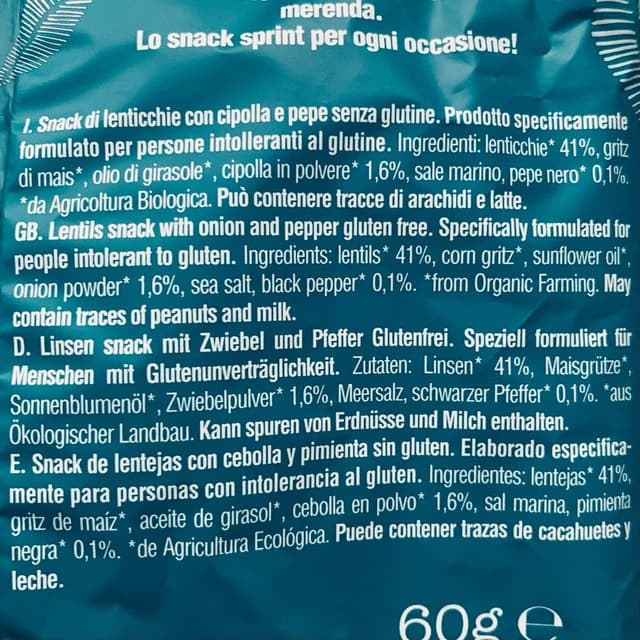 merenda.
Lo snack sprint per ogni occasione!
I. Snack di lenticchie con cipolla e pepe senza glutine. Prodotto specificamente
formulato per persone intolleranti al glutine. Ingredienti: lenticchie* 41%, gritz
di mais*, olio di girasole*, cipolla in polvere* 1,6%, sale marino, pepe nero* 0,1%.
*da Agricoltura Biologica. Può contenere tracce di arachidi e latte.
GB. Lentils snack with onion and pepper gluten free. Specifically formulated for
people intolerant to gluten. Ingredients: lentils* 41%, corn gritz*, sunflower oil*,
onion powder* 1,6%, sea salt, black pepper* 0,1%. *from Organic Farming. May
contain traces of peanuts and milk.
D. Linsen snack mit Zwiebel und Pfeffer Glutenfrei. Speziell formuliert für
Menschen mit Glutenunverträglichkeit. Zutaten: Linsen* 41%, Maisgrütze*,
Sonnenblumenöl*, Zwiebelpulver* 1,6%, Meersalz, schwarzer Pfeffer* 0,1%. *aus
Ökologischer Landbau. Kann spuren von Erdnüsse und Milch enthalten.
E. Snack de lentejas con cebolla y pimienta sin gluten. Elaborado especifica-
mente para personas con intolerancia al gluten. Ingredientes: lentejas* 41%,
gritz de maíz*, aceite de girasol*, cebolla en polvo* 1,6%, sal marina, pimienta
negra* 0,1%. *de Agricultura Ecológica. Puede contener trazas de cacahuetes y
leche.
60g e